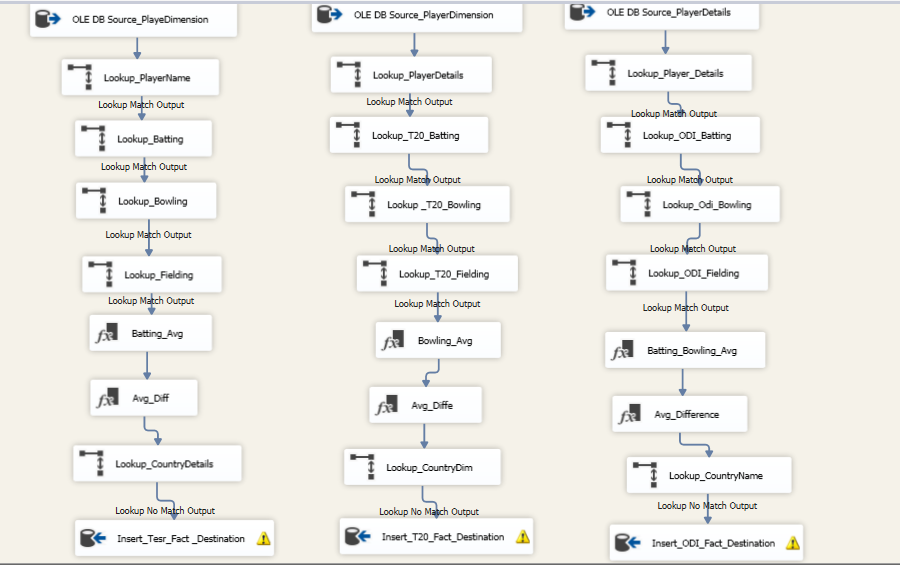 OLE DB Source_PlayeDimension
Lookup_PlayerName
Lookup Match Output
Lookup_Batting
Lookup Match Output
Lookup_Bowling
Lookup Match Output
Lookup_Fielding
Lookup Match Output
Batting_Avg
Avg_Diff
Lookup_CountryDetails
Lookup No Match Output
Insert_Tesr_Fact _Destination
OLE DB Source_PlayerDimension
Lookup_PlayerDetails
Lookup Match Output
Lookup_T20_Batting
Lookup Match Output
Lookup _T20_Bowling
Lookup Match Output
Lookup_T20_Fielding
Lookup Match Output
Bowling_Avg
Avg_Diffe
Lookup_CountryDim
Lookup No Match Output
Insert_T20_Fact_Destination
OLE DB Source_PlayerDetails
Lookup_Player_Details
Lookup Match Output
Lookup_ODI_Batting
Lookup Match Output
Lookup_Odi_Bowling
Lookup Match Output
Lookup_ODI_Fielding
Lookup Match Output
Batting_Bowling_Avg
Avg_Difference
Lookup_CountryName
Lookup No Match Output
Insert_ODI_Fact_Destination